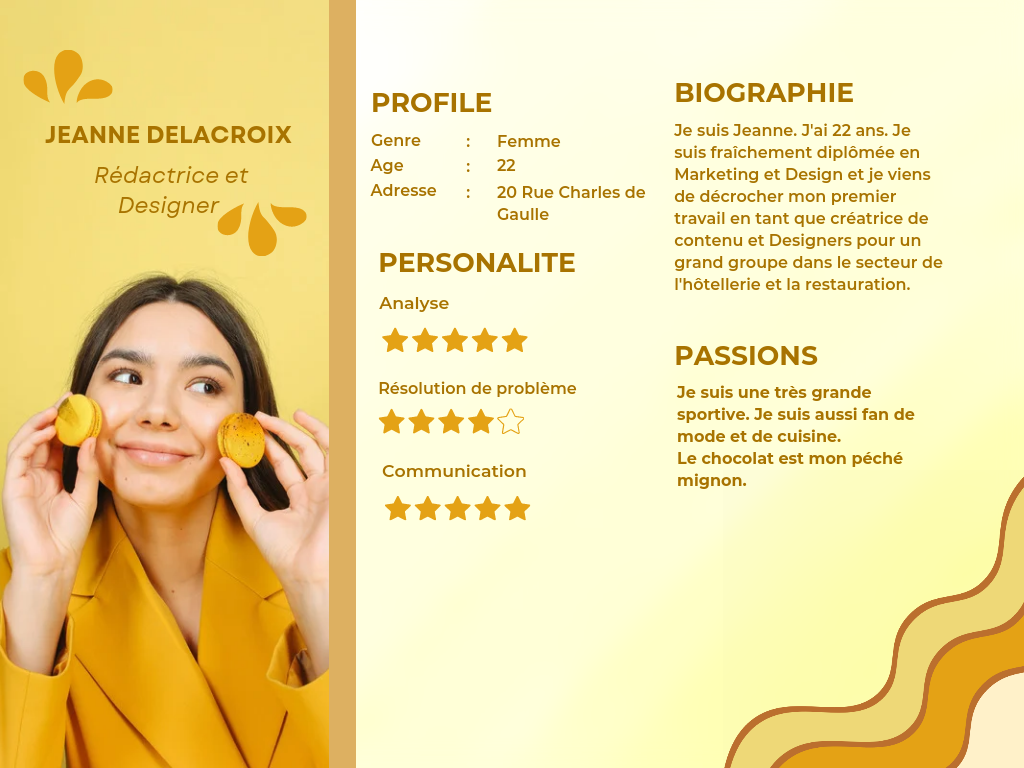 JEANNE DELACROIX
Rédactrice et
Designer
PROFILE
Genre : Femme
Age : 22
Adresse : 20 Rue Charles de
Gaulle
PERSONALITE
Analyse
Résolution de problème
Communication
BIOGRAPHIE
Je suis Jeanne. J'ai 22 ans. Je
suis fraîchement diplômée en
Marketing et Design et je viens
de décrocher mon premier
travail en tant que créatrice de
contenu et Designers pour un
grand groupe dans le secteur de
l'hôtellerie et la restauration.
PASSIONS
Je suis une très grande
sportive. Je suis aussi fan de
mode et de cuisine.
Le chocolat est mon péché
mignon.